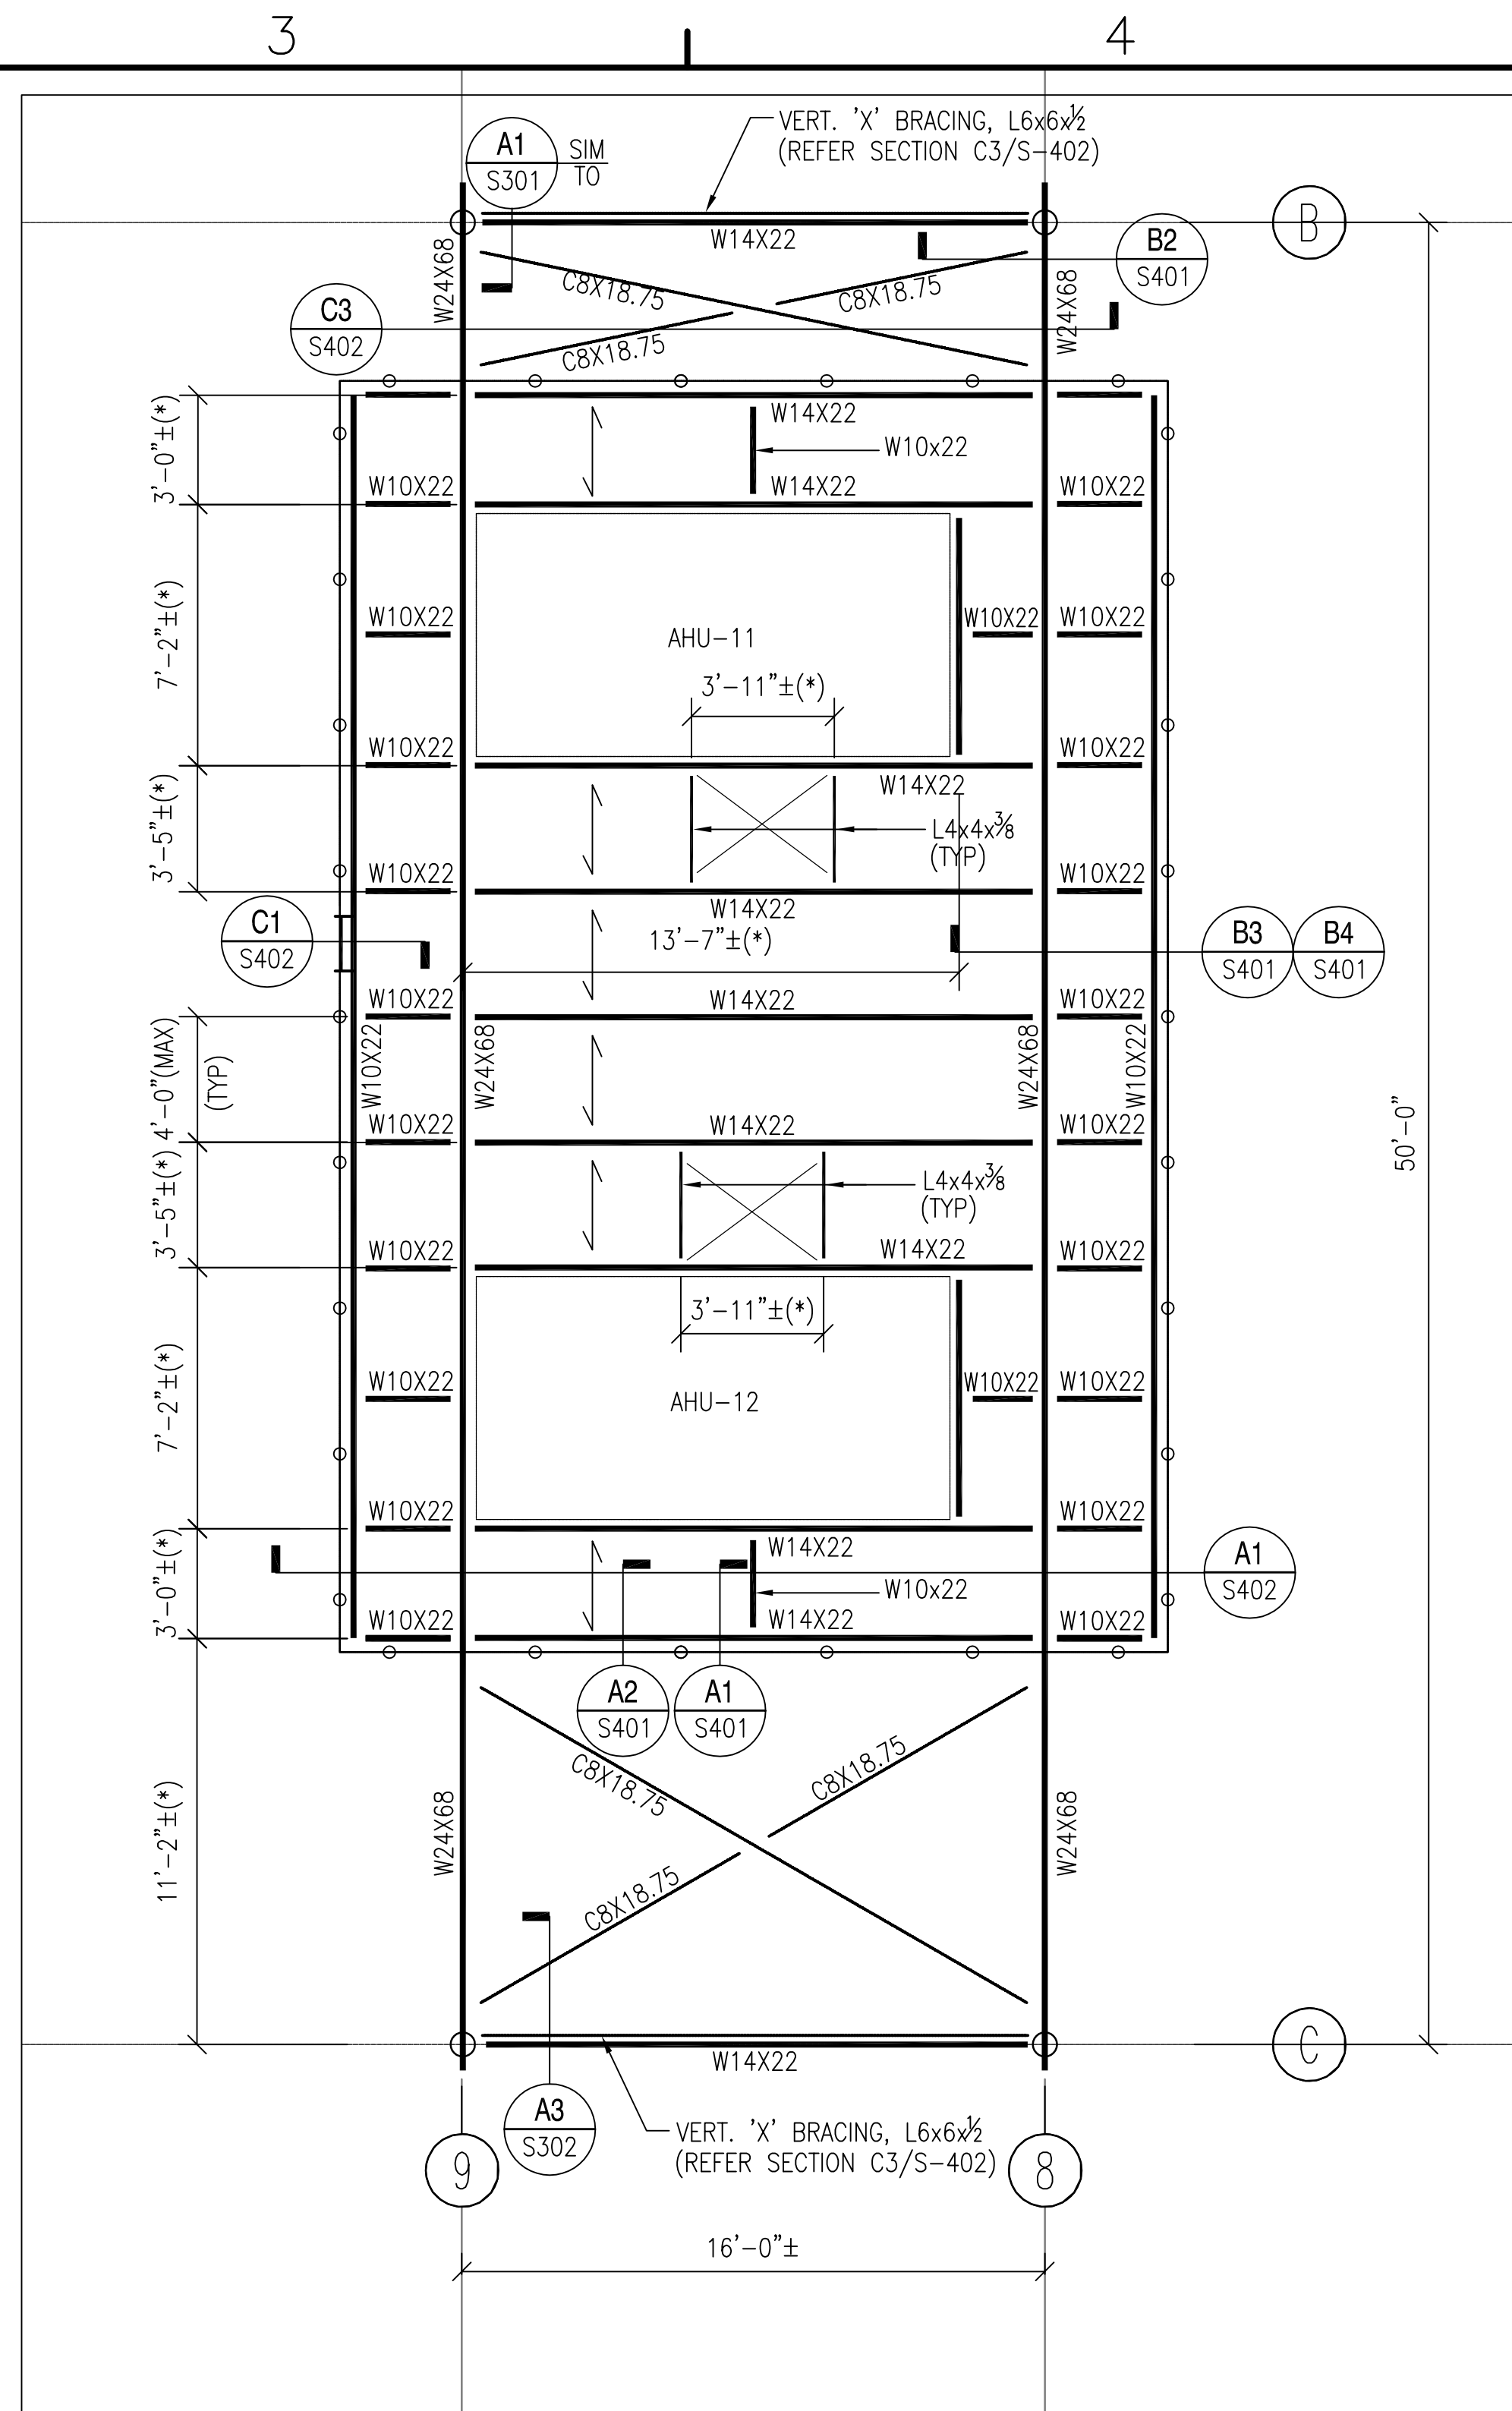 3
4
VERT. 'X' BRACING, L6x6x½
(REFER SECTION C3/S-402)
A1
S301
SIM
TO
B
W14X22
B2
S401
W24X68
C8X18.75
C8X18.75
W24X68
C3
S402
C8X18.75
3'-0"±(*)
W14X22
W10x22
W10X22
W14X22
W10X22
7'-2"±(*)
W10X22
AHU-11
W10X22
W10X22
3'-11"±(*)
W10X22
W10X22
3'-5"±(*)
W14X22
L4x4x⅜
(TYP)
W10X22
W10X22
W14X22
C1
S402
13'-7"±(*)
B3
S401
B4
S401
W10X22
W14X22
W10X22
4'-0"(MAX)
(TYP)
W10X22
W24X68
W24X68
W10X22
50'-0"
W10X22
W14X22
W10X22
3'-5"±(*)
L4x4x⅜
(TYP)
W10X22
W14X22
W10X22
3'-11"±(*)
7'-2"±(*)
W10X22
AHU-12
W10X22
W10X22
W10X22
W10X22
3'-0"±(*)
W14X22
A1
S402
W10x22
W10X22
W14X22
W10X22
A2
S401
A1
S401
11'-2"±(*)
W24X68
C8X18.75
C8X18.75
W24X68
C8X18.75
C
W14X22
A3
S302
VERT. 'X' BRACING, L6x6x½
(REFER SECTION C3/S-402)
9
8
16'-0"±